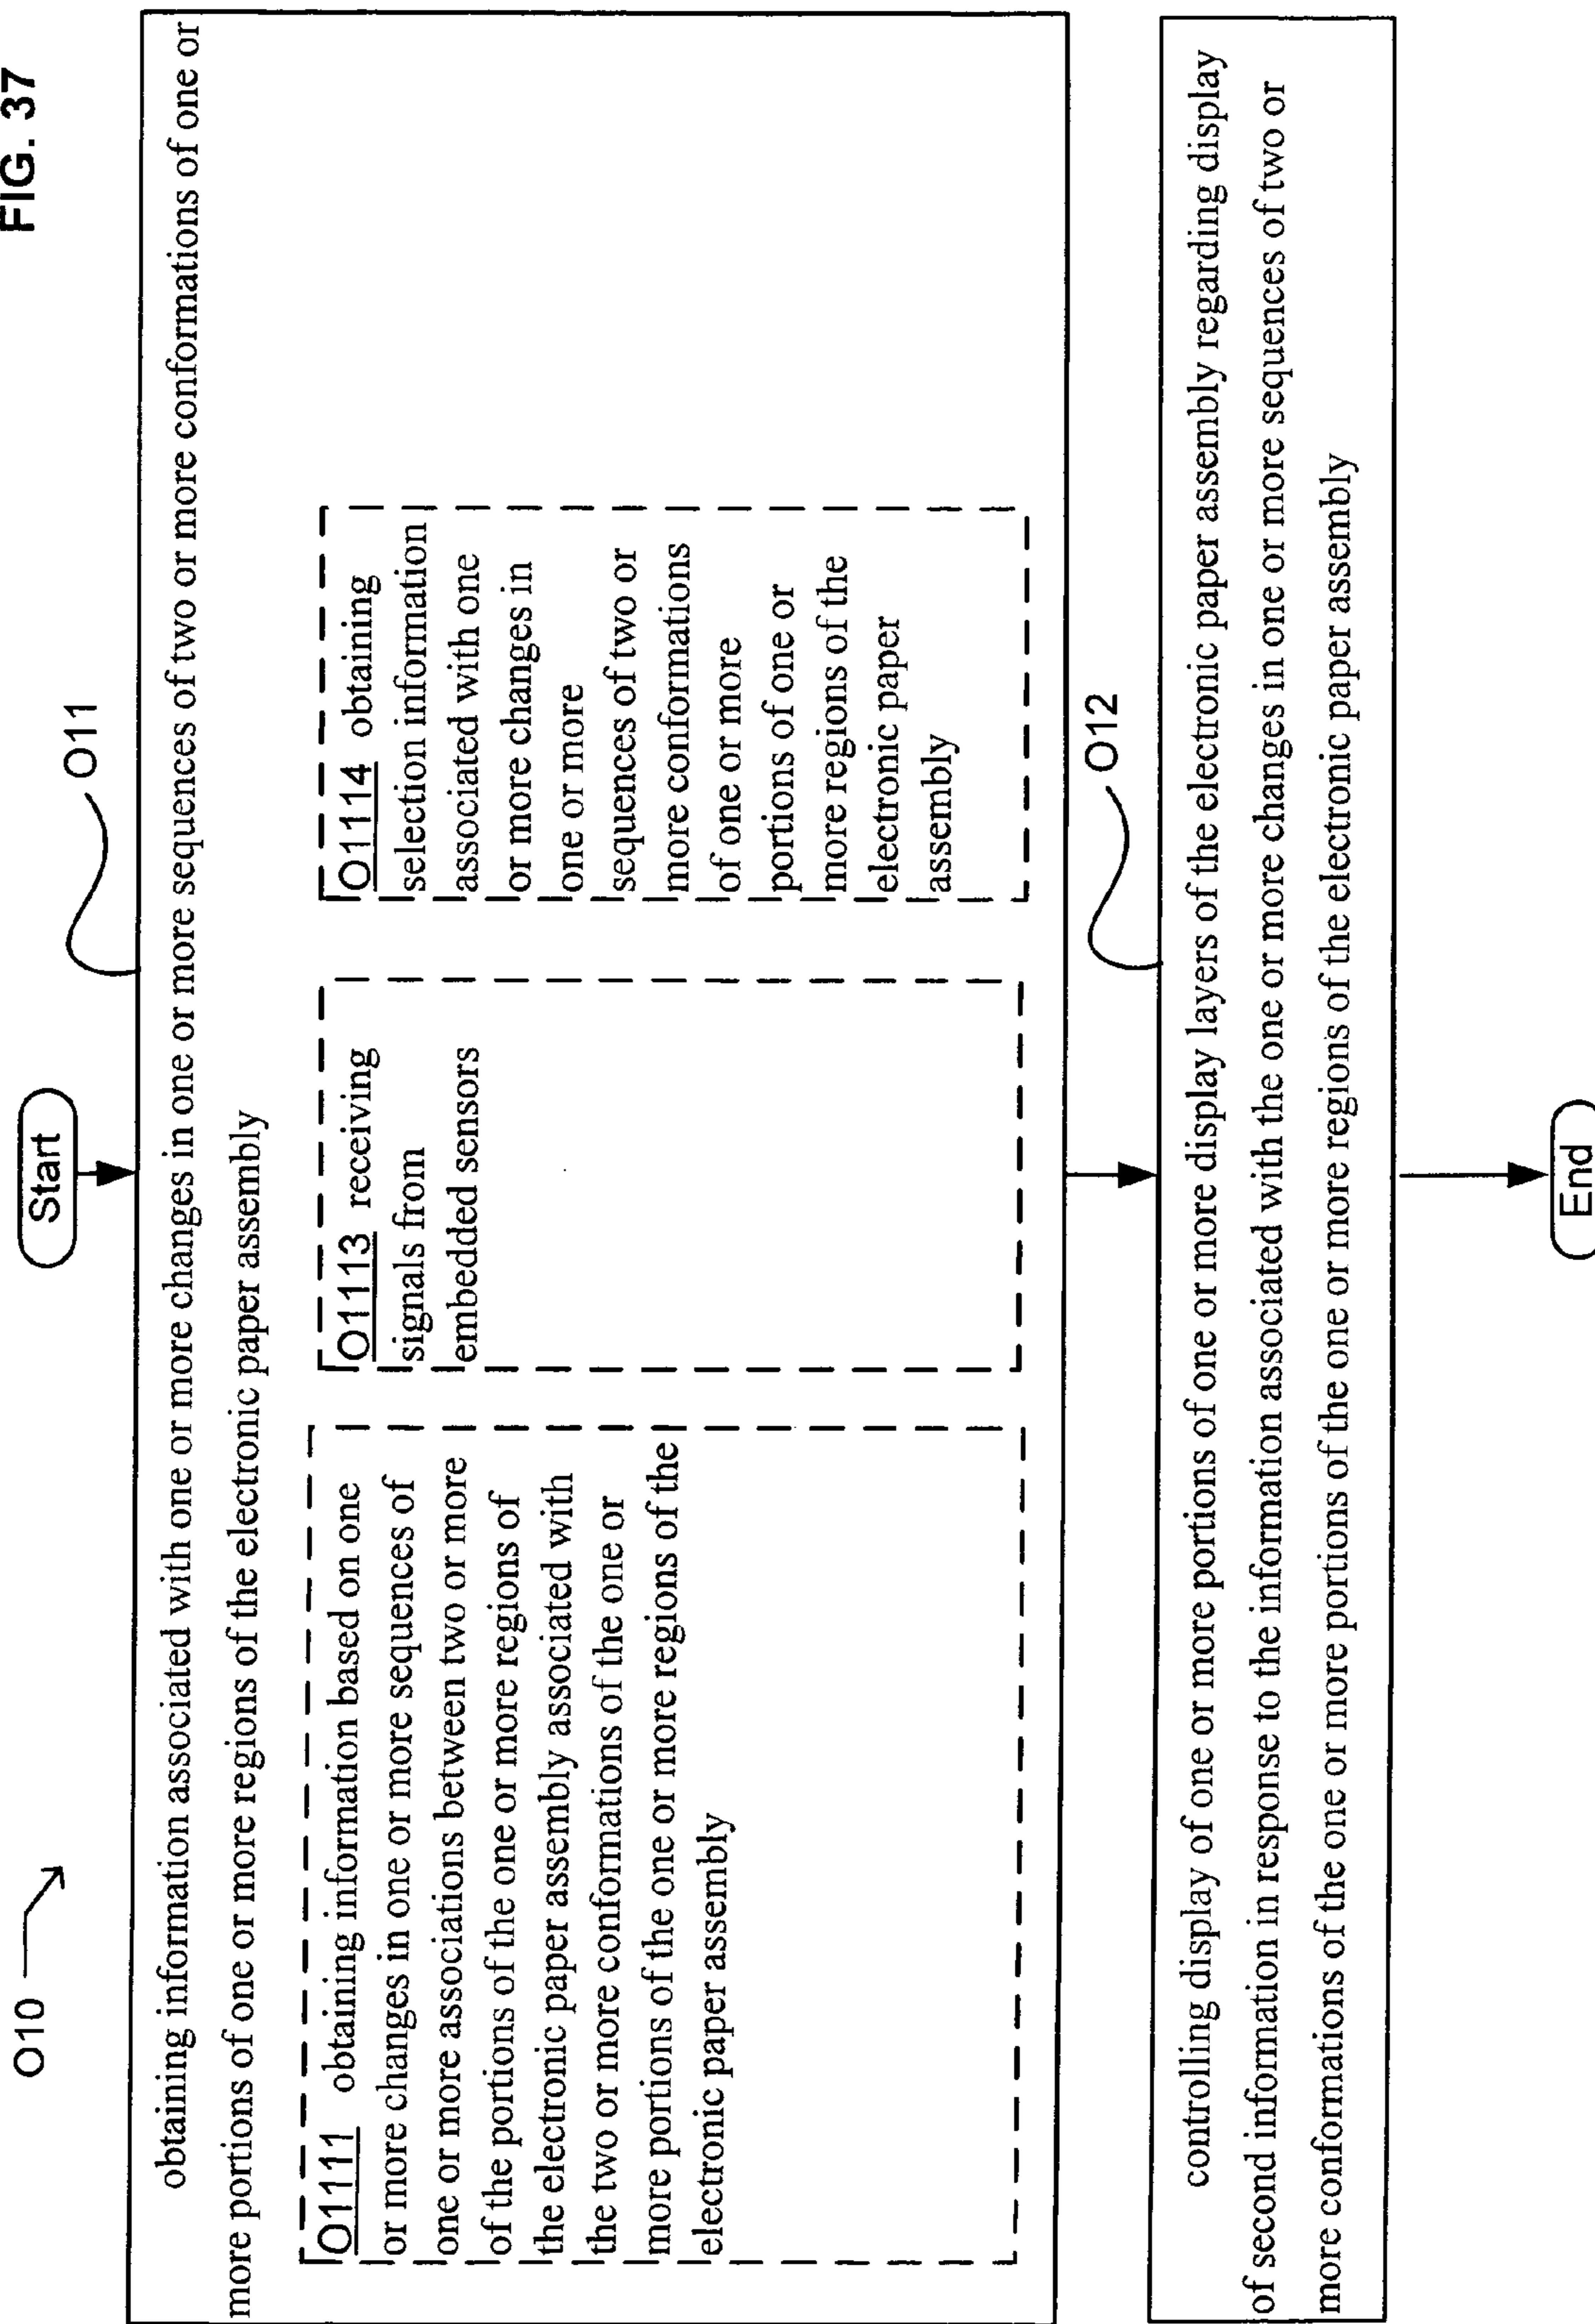 O10
FIG. 37
Start
O11
obtaining information associated with one or more changes in one or more sequences of two or more conformations of one or
more portions of one or more regions of the electronic paper assembly
O1111 obtaining information based on one
or more changes in one or more sequences of
one or more associations between two or more
of the portions of the one or more regions of
the electronic paper assembly associated with
the two or more conformations of the one or
more portions of the one or more regions of the
electronic paper assembly
O1113 receiving
signals from
embedded sensors
O1114 obtaining
selection information
associated with one
or more changes in
one or more
sequences of two or
more conformations
of one or more
portions of one or
more regions of the
electronic paper
assembly
O12
controlling display of one or more portions of one or more display layers of the electronic paper assembly regarding display
of second information in response to the information associated with the one or more changes in one or more sequences of two or
more conformations of the one or more portions of the one or more regions of the electronic paper assembly
End